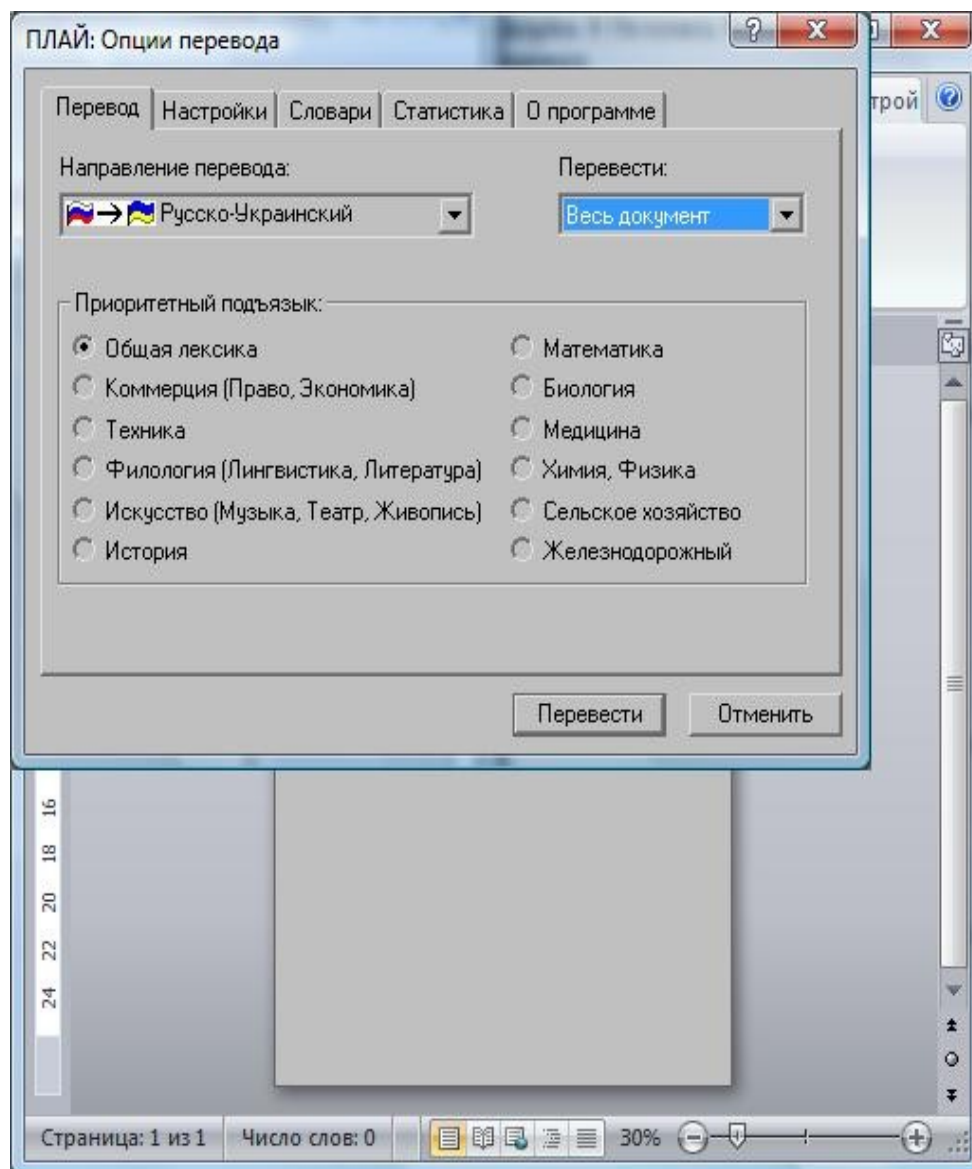 ПЛАЙ: Опции перевода
трой
Перевод Настройки Словари Статистика О программе
Направление перевода: Перевести:
Русско-Украинский Весь документ
Приоритетный подъязык:
Общая лексика Математика
Коммерция (Право, Экономика) Биология
Техника Медицина
Филология (Лингвистика, Литература) Химия, Физика
Искусство (Музыка, Театр, Живопись) Сельское хозяйство
История Железнодорожный
Перевести Отменить
16
18
20
22
24
Страница: 1 из 1 Число слов: 0 30%